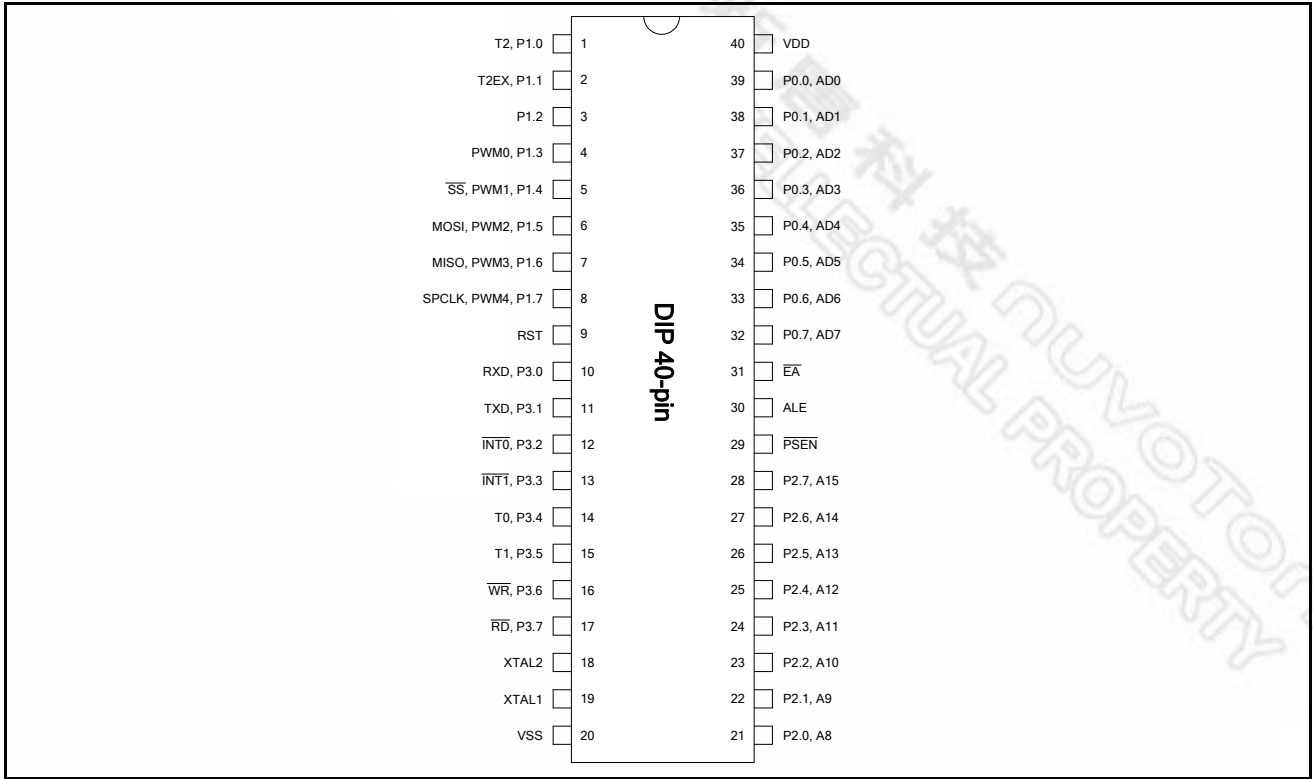 T2, P1.0 1 40 VDD
T2EX, P1.1 2 39 P0.0, AD0
P1.2 3 38 P0.1, AD1
PWM0, P1.3 4 37 P0.2, AD2
SS, PWM1, P1.4 5 36 P0.3, AD3
MOSI, PWM2, P1.5 6 35 P0.4, AD4
MISO, PWM3, P1.6 7 34 P0.5, AD5
SPCLK, PWM4, P1.7 8 33 P0.6, AD6
RST 9 32 P0.7, AD7
RXD, P3.0 10 31 EA
TXD, P3.1 11 30 ALE
INT0, P3.2 12 29 PSEN
INT1, P3.3 13 28 P2.7, A15
T0, P3.4 14 27 P2.6, A14
T1, P3.5 15 26 P2.5, A13
WR, P3.6 16 25 P2.4, A12
RD, P3.7 17 24 P2.3, A11
XTAL2 18 23 P2.2, A10
XTAL1 19 22 P2.1, A9
VSS 20 21 P2.0, A8
DIP 40-pin
科技 nuvoTon
PROPERTY